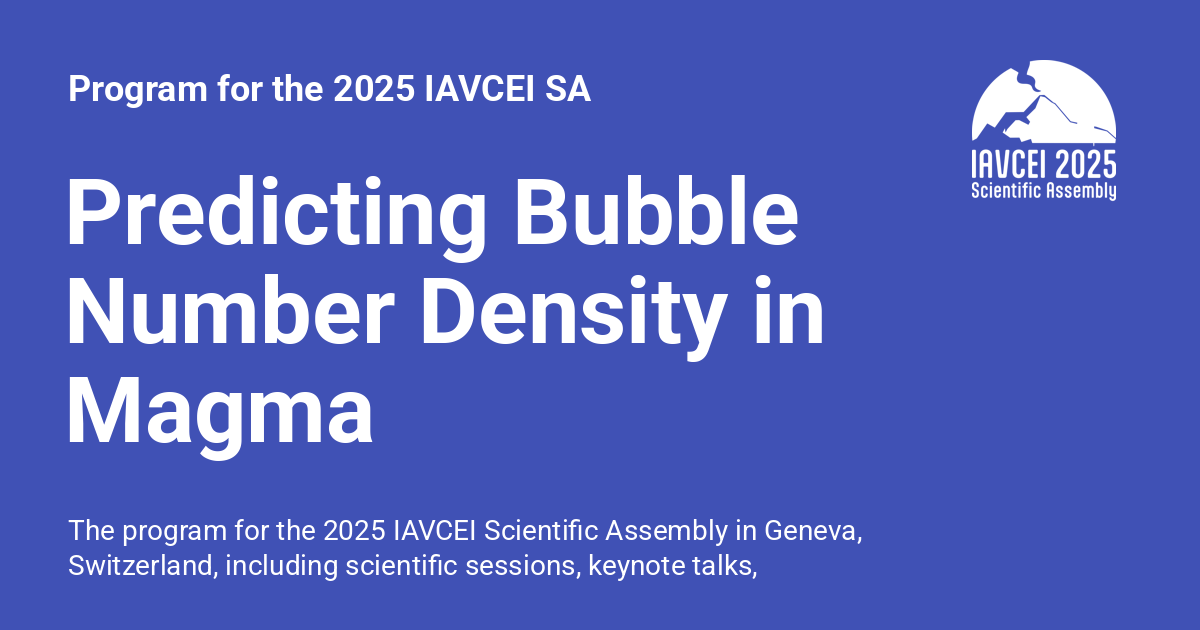 Program for the 2025 IAVCEI SA
IAVCEI 2025
Scientific Assembly
Predicting Bubble
Number Density in
Magma
The program for the 2025 IAVCEI Scientific Assembly in Geneva,
Switzerland, including scientific sessions, keynote talks,